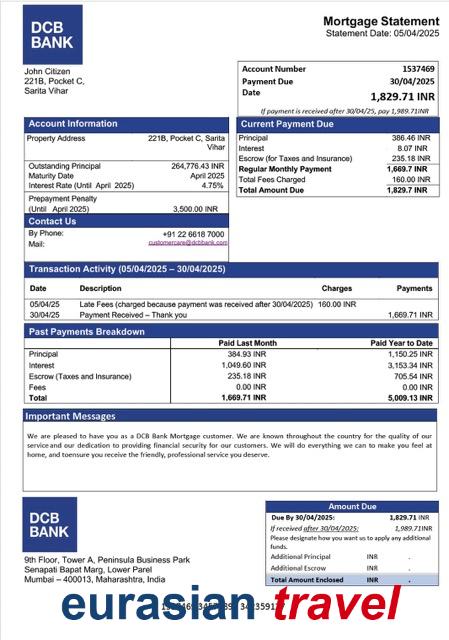 DCB
BANK
Mortgage Statement
Statement Date: 05/04/2025
John Citizen
221B, Pocket C,
Sarita Vihar
Account Number 1537469
Payment Due 30/04/2025
Date 1,829.71 INR
If payment is received after 30/04/25, pay 1,989.71INR
Account Information
Property Address 221B, Pocket C, Sarita
Vihar
Outstanding Principal 264,776.43 INR
Maturity Date April 2025
Interest Rate (Until April 2025) 4.75%
Prepayment Penalty
(Until April 2025) 3,500.00 INR
Contact Us
By Phone: +91 22 6618 7000
Mail: customercare@dcbbank.com
Current Payment Due
Principal 386.46 INR
Interest 8.07 INR
Escrow (for Taxes and Insurance) 235.18 INR
Regular Monthly Payment 1,669.7 INR
Total Fees Charged 160.00 INR
Total Amount Due 1,829.7 INR
Transaction Activity (05/04/2025 – 30/04/2025)
Date Description Charges Payments
05/04/25 Late Fees (charged because payment was received after 30/04/2025) 160.00 INR
30/04/25 Payment Received – Thank you 1,669.71 INR
Past Payments Breakdown
Paid Last Month Paid Year to Date
Principal 384.93 INR 1,150.25 INR
Interest 1,049.60 INR 3,153.34 INR
Escrow (Taxes and Insurance) 235.18 INR 705.54 INR
Fees 0.00 INR 0.00 INR
Total 1,669.71 INR 5,009.13 INR
Important Messages
We are pleased to have you as a DCB Bank Mortgage customer. We are known throughout the country for the quality of our
service and our dedication to providing financial security for our customers. We will do everything we can to make you feel at
home, and toensure you receive the friendly, professional service you deserve.
DCB
BANK
9th Floor, Tower A, Peninsula Business Park
Senapati Bapat Marg, Lower Parel
Mumbai – 400013, Maharashtra, India
Amount Due
Due By 30/04/2025: 1,829.71 INR
If received after 30/04/2025: 1,989.71INR
Please designate how you want us to apply any additional
funds.
Additional Principal INR .
Additional Escrow INR .
Total Amount Enclosed INR .
eurasian travel